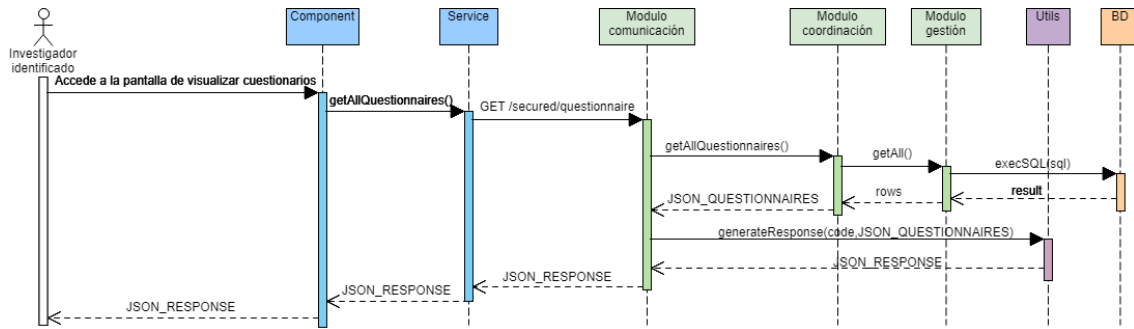 Component
Service
Modulo
comunicación
Modulo
coordinación
Modulo
gestión
Utils
BD
Investigador
identificado
Accede a la pantalla de visualizar cuestionarios
getAllQuestionnaires()
GET /secured/questionnaire
getAllQuestionnaires()
getAll()
execSQL(sql)
result
rows
JSON_QUESTIONNAIRES
generateResponse(code,JSON_QUESTIONNAIRES)
JSON_RESPONSE
JSON_RESPONSE
JSON_RESPONSE
JSON_RESPONSE